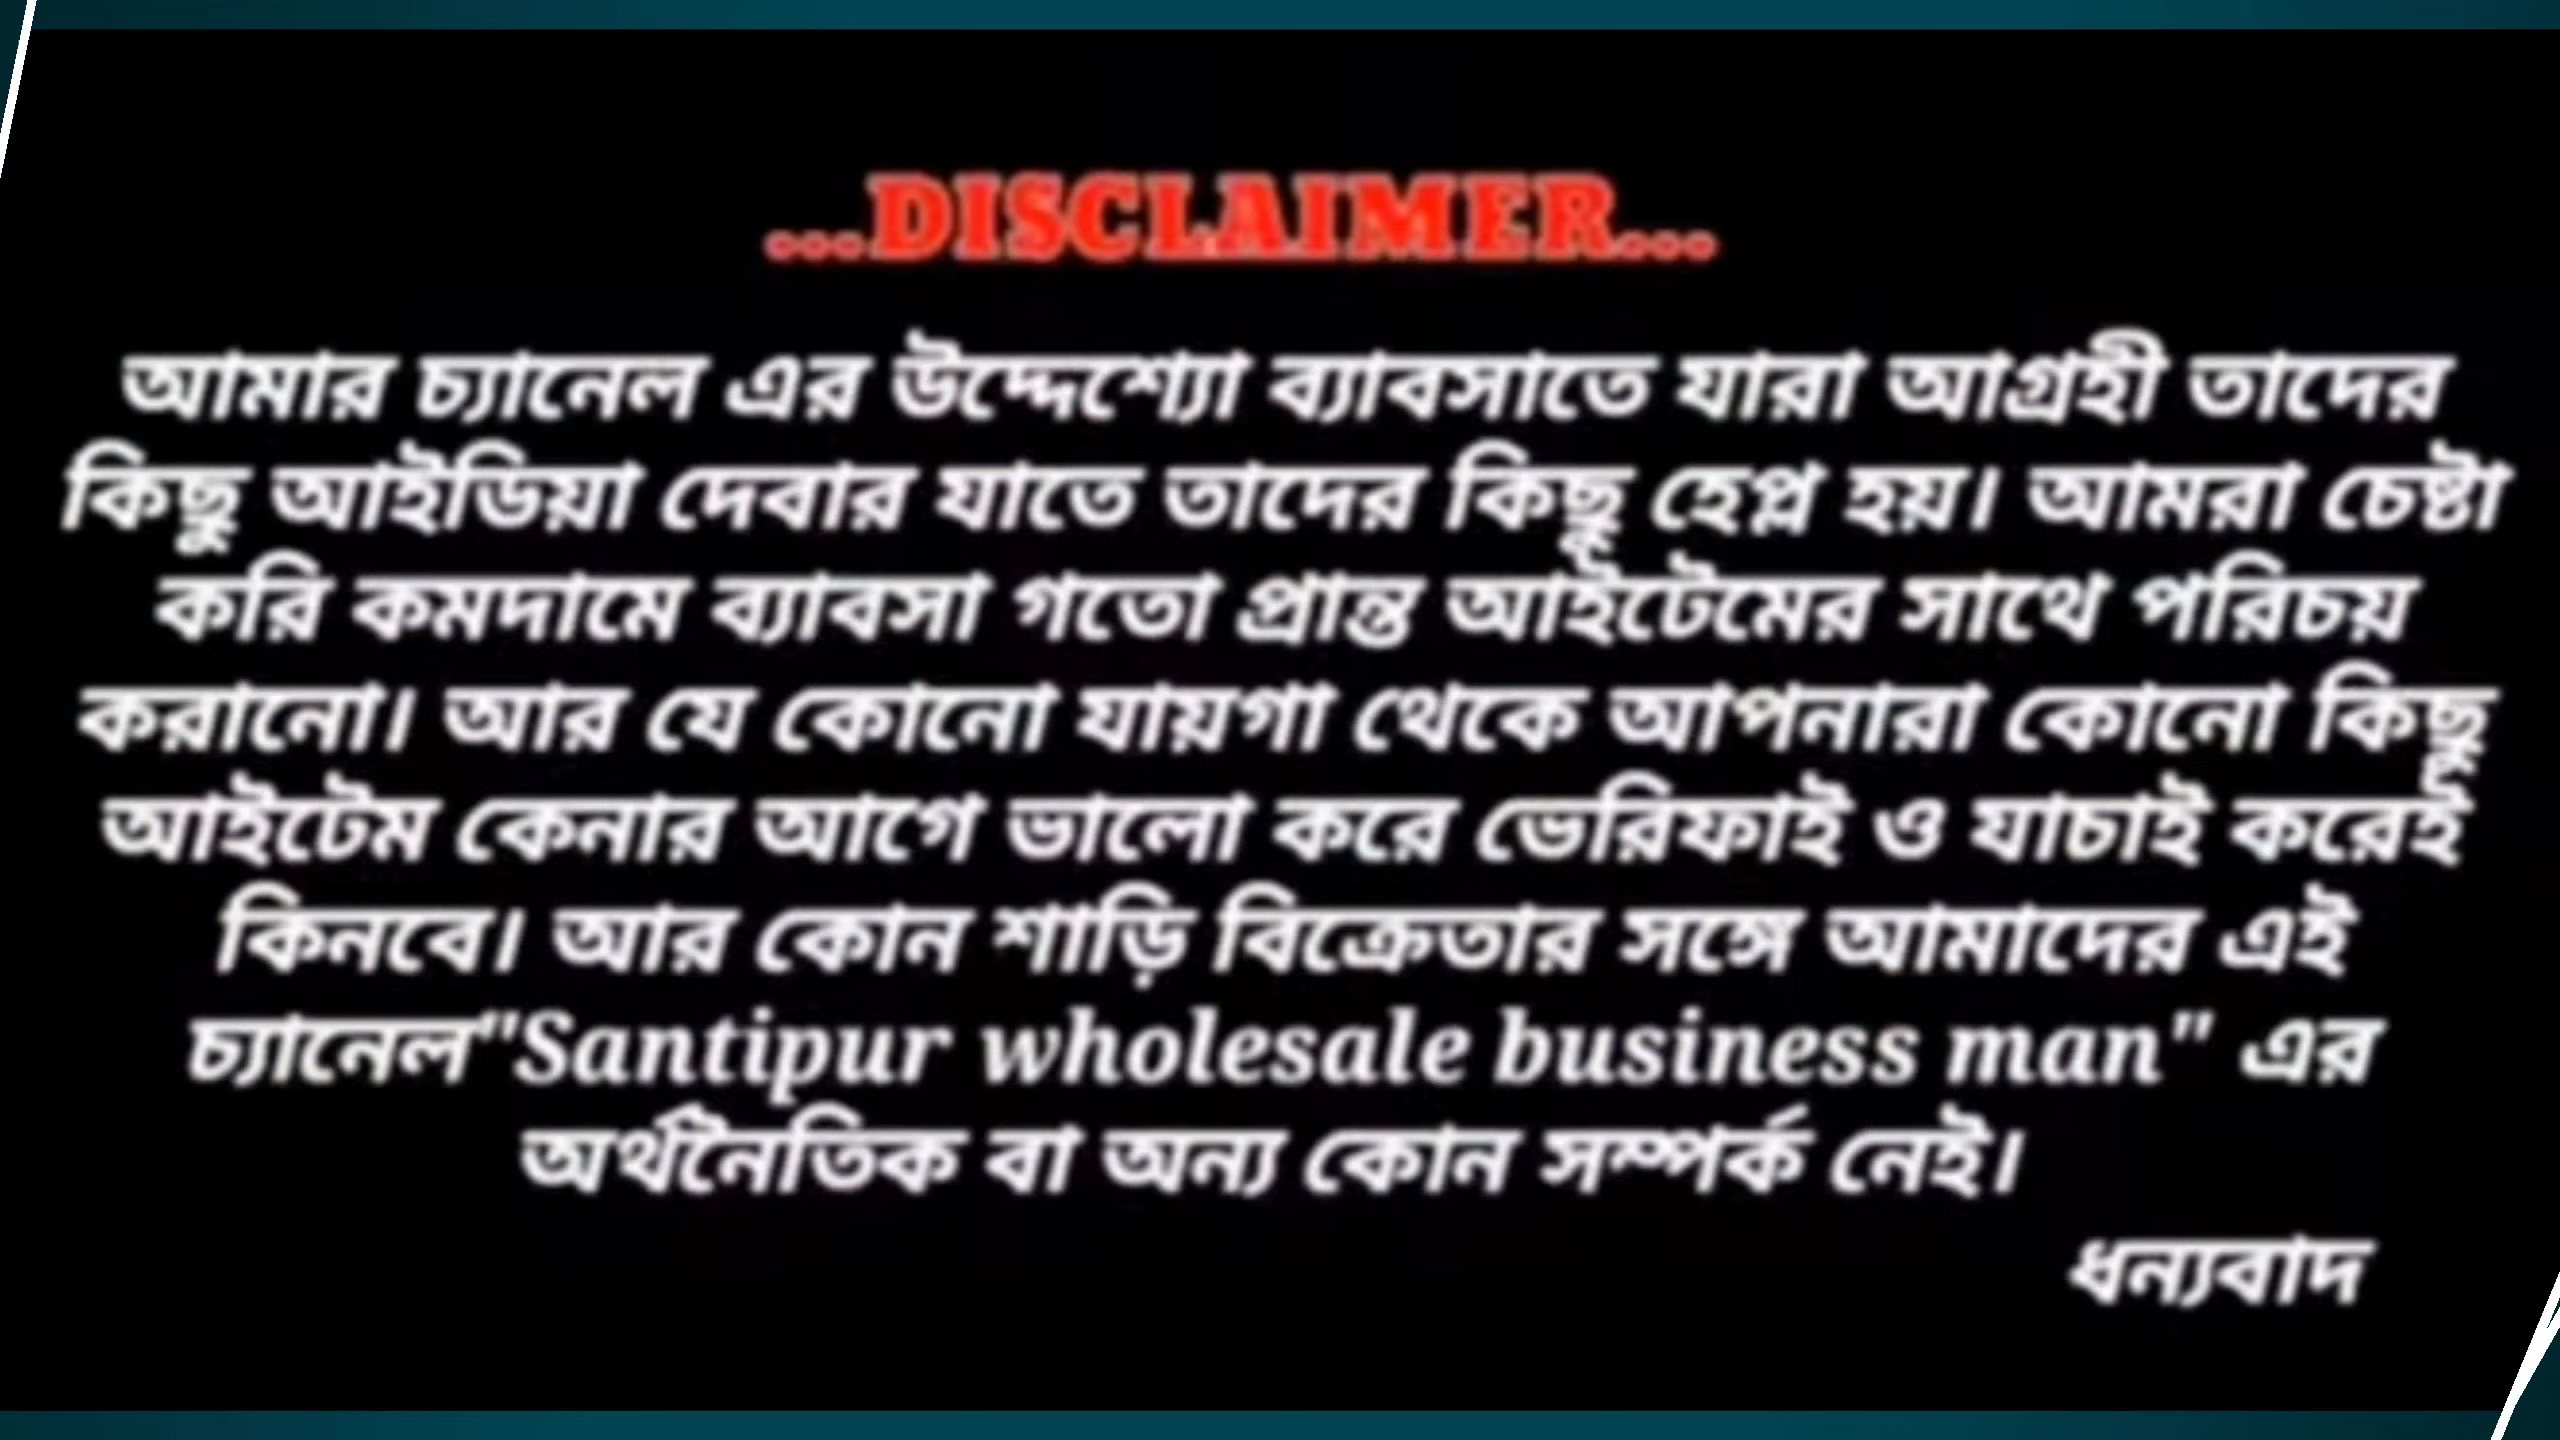 ...DISCLAIMER...
আমার চ্যানেল এর উদ্দেশ্যো ব্যাবসাতে যারা আগ্রহী তাদের
কিছু আইডিয়া দেবার যাতে তাদের কিছু হেপ্ল হয়। আমরা চেষ্টা
করি কমদামে ব্যাবসা গতো প্রান্ত আইটেমের সাথে পরিচয়
করানো। আর যে কোনো যায়গা থেকে আপনারা কোনো কিছু
আইটেম কেনার আগে ভালো করে ভেরিফাই ও যাচাই করেই
কিনবে। আর কোন শাড়ি বিক্রেতার সঙ্গে আমাদের এই
চ্যানেল"Santipur wholesale business man" এর
অর্থনৈতিক বা অন্য কোন সম্পর্ক নেই।
ধন্যবাদ